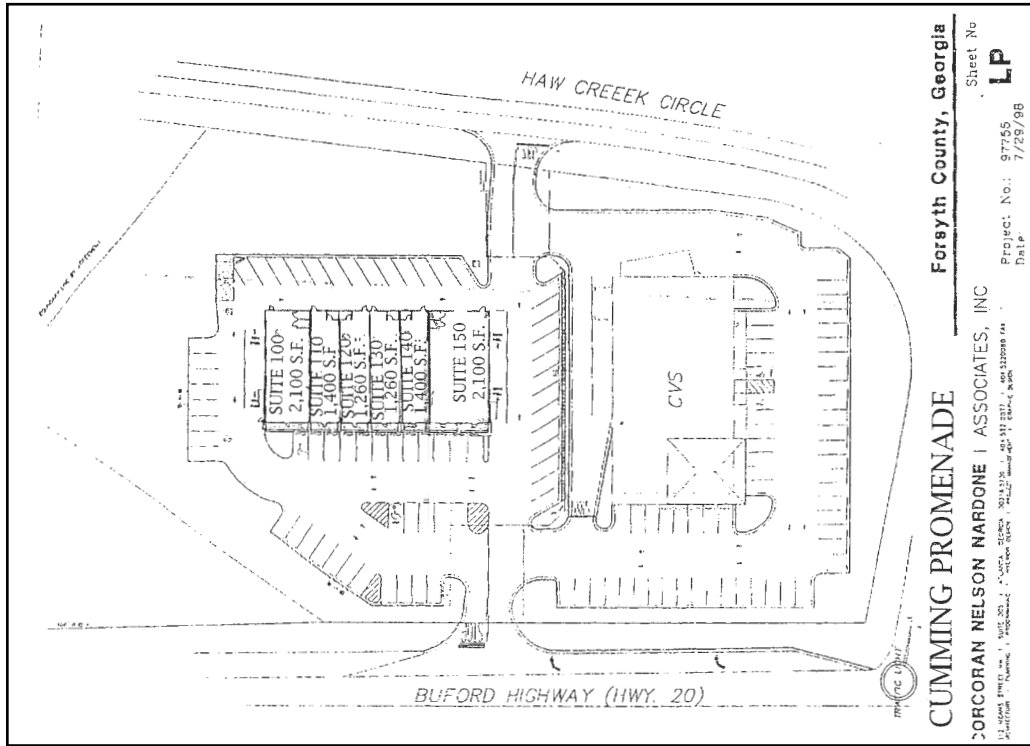 HAW CREEEK CIRCLE
SUITE 100
2,100 S.F.
SUITE 110
1,400 S.F
SUITE 120
1,260 S.F.
SUITE 130
1,260 S.F.
SUITE 140
1,400 S.F.
SUITE 150
2,100 S.F.
CVS
BUFORD HIGHWAY (HWY. 20)
CUMMING PROMENADE
Forsyth County, Georgia
CORCORAN NELSON NARDONE | ASSOCIATES, INC
Sheet No
LP
Project No.: 97755
Date: 7/29/98